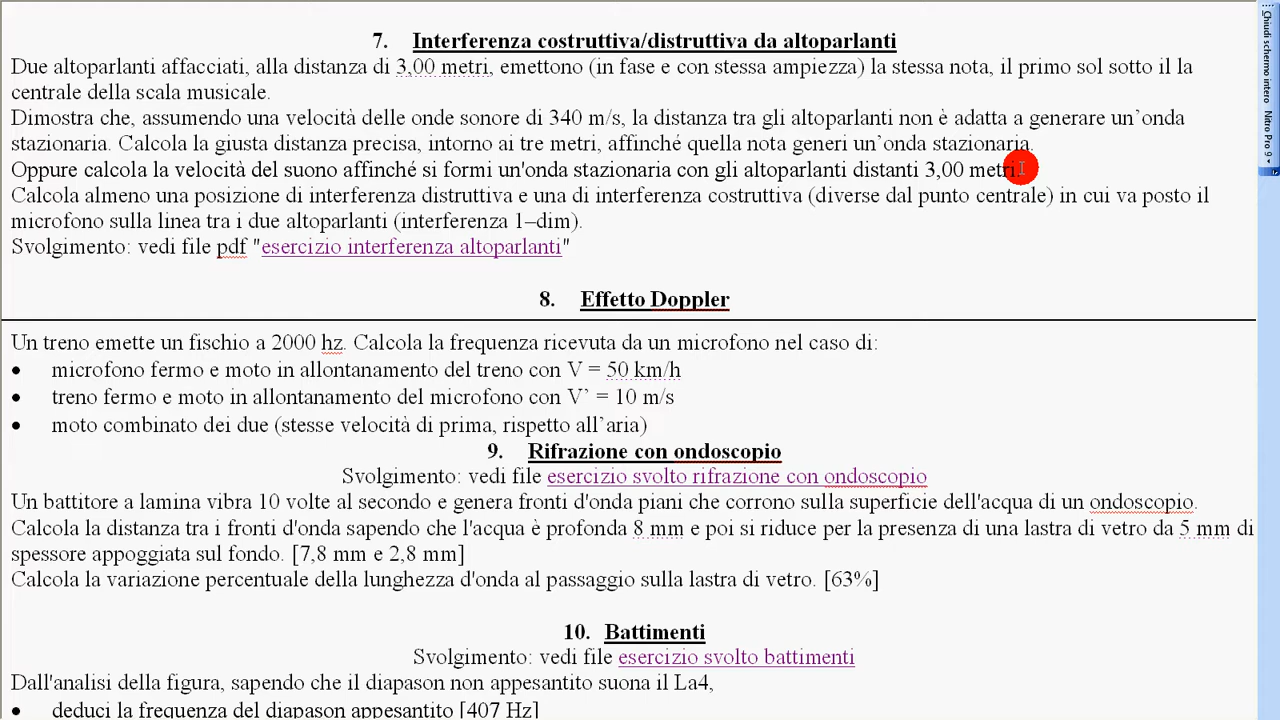 7. Interferenza costruttiva/distruttiva da altoparlanti
Due altoparlanti affacciati, alla distanza di 3,00 metri, emettono (in fase e con stessa ampiezza) la stessa nota, il primo sol sotto il la
centrale della scala musicale.
Dimostra che, assumendo una velocità delle onde sonore di 340 m/s, la distanza tra gli altoparlanti non è adatta a generare un’onda
stazionaria. Calcola la giusta distanza precisa, intorno ai tre metri, affinché quella nota generi un’onda stazionaria.
Oppure calcola la velocità del suono affinché si formi un'onda stazionaria con gli altoparlanti distanti 3,00 metri.
Calcola almeno una posizione di interferenza distruttiva e una di interferenza costruttiva (diverse dal punto centrale) in cui va posto il
microfono sulla linea tra i due altoparlanti (interferenza 1–dim).
Svolgimento: vedi file pdf "esercizio interferenza altoparlanti"
8. Effetto Doppler
Un treno emette un fischio a 2000 hz. Calcola la frequenza ricevuta da un microfono nel caso di:
• microfono fermo e moto in allontanamento del treno con V = 50 km/h
• treno fermo e moto in allontanamento del microfono con V’ = 10 m/s
• moto combinato dei due (stesse velocità di prima, rispetto all’aria)
9. Rifrazione con ondoscopio
Svolgimento: vedi file esercizio svolto rifrazione con ondoscopio
Un battitore a lamina vibra 10 volte al secondo e genera fronti d'onda piani che corrono sulla superficie dell'acqua di un ondoscopio.
Calcola la distanza tra i fronti d'onda sapendo che l'acqua è profonda 8 mm e poi si riduce per la presenza di una lastra di vetro da 5 mm di
spessore appoggiata sul fondo. [7,8 mm e 2,8 mm]
Calcola la variazione percentuale della lunghezza d'onda al passaggio sulla lastra di vetro. [63%]
10. Battimenti
Svolgimento: vedi file esercizio svolto battimenti
Dall'analisi della figura, sapendo che il diapason non appesantito suona il La4,
• deduci la frequenza del diapason appesantito [407 Hz]
Chiudi schermo intero
Nitro Pro 9